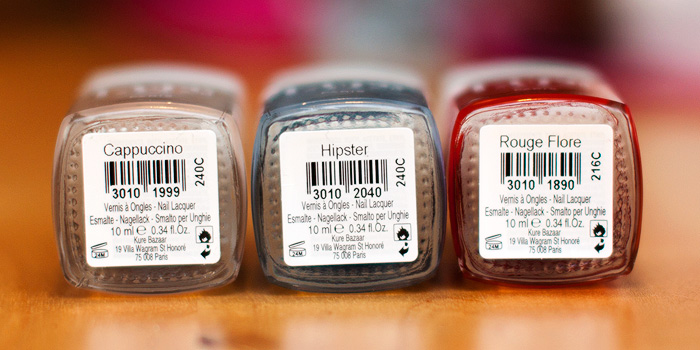 Cappuccino
3010 1999
240C
Vernis à Ongles - Nail Lacquer
Esmalte - Nagellack - Smalto per Unghie
10 ml ℮ 0.34 fl.Oz.
Kure Bazaar
19 Villa Wagram St Honoré
75 008 Paris
24M
Hipster
3010 2040
240C
Vernis à Ongles - Nail Lacquer
Esmalte - Nagellack - Smalto per Unghie
10 ml ℮ 0.34 fl.Oz.
Kure Bazaar
19 Villa Wagram St Honoré
75 008 Paris
24M
Rouge Flore
3010 1890
216C
Vernis à Ongles - Nail Lacquer
Esmalte - Nagellack - Smalto per Unghie
10 ml ℮ 0.34 fl.Oz.
Kure Bazaar
19 Villa Wagram St Honoré
75 008 Paris
24M